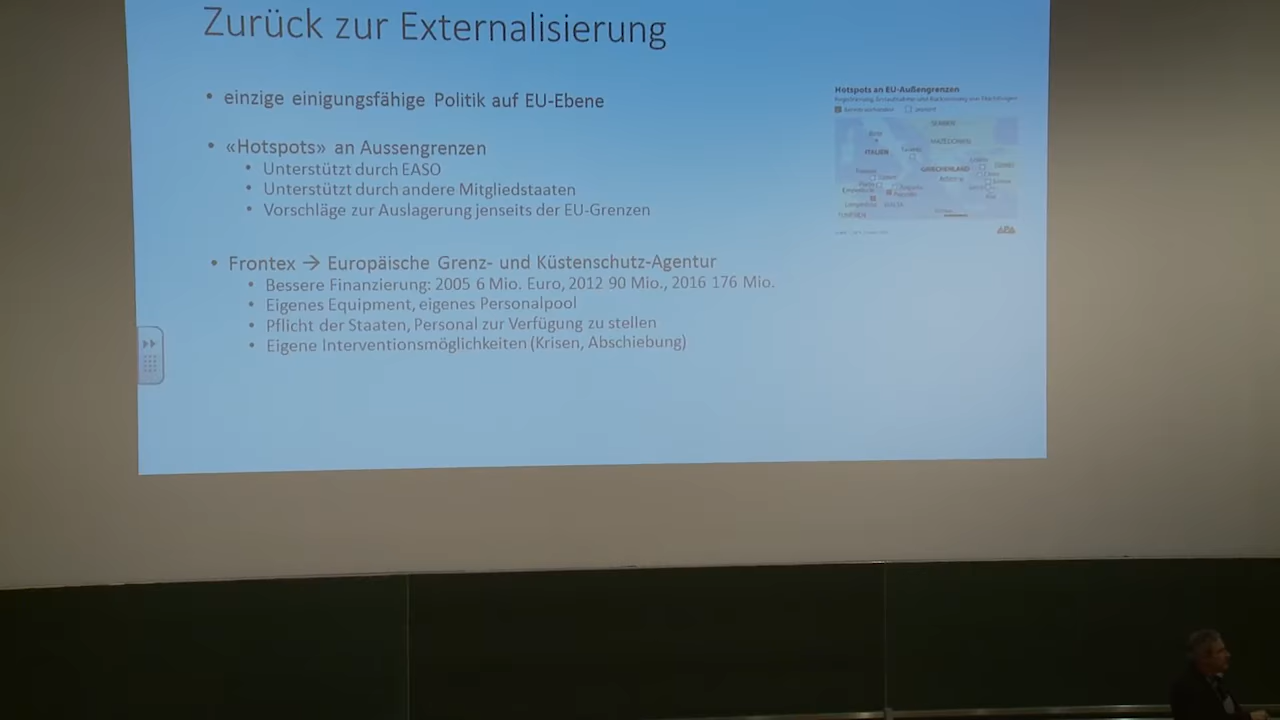 Zurück zur Externalisierung
• einzige einigungsfähige Politik auf EU-Ebene
• «Hotspots» an Aussengrenzen
• Unterstützt durch EASO
• Unterstützt durch andere Mitgliedstaaten
• Vorschläge zur Auslagerung jenseits der EU-Grenzen
• Frontex → Europäische Grenz- und Küstenschutz-Agentur
• Bessere Finanzierung: 2005 6 Mio. Euro, 2012 90 Mio., 2016 176 Mio.
• Eigenes Equipment, eigenes Personalpool
• Pflicht der Staaten, Personal zur Verfügung zu stellen
• Eigene Interventionsmöglichkeiten (Krisen, Abschiebung)
Hotspots an EU-Außengrenzen
MAZEDONIEN
ITALIEN
GRIECHENLAND
MALTA
TUNESIEN
APA